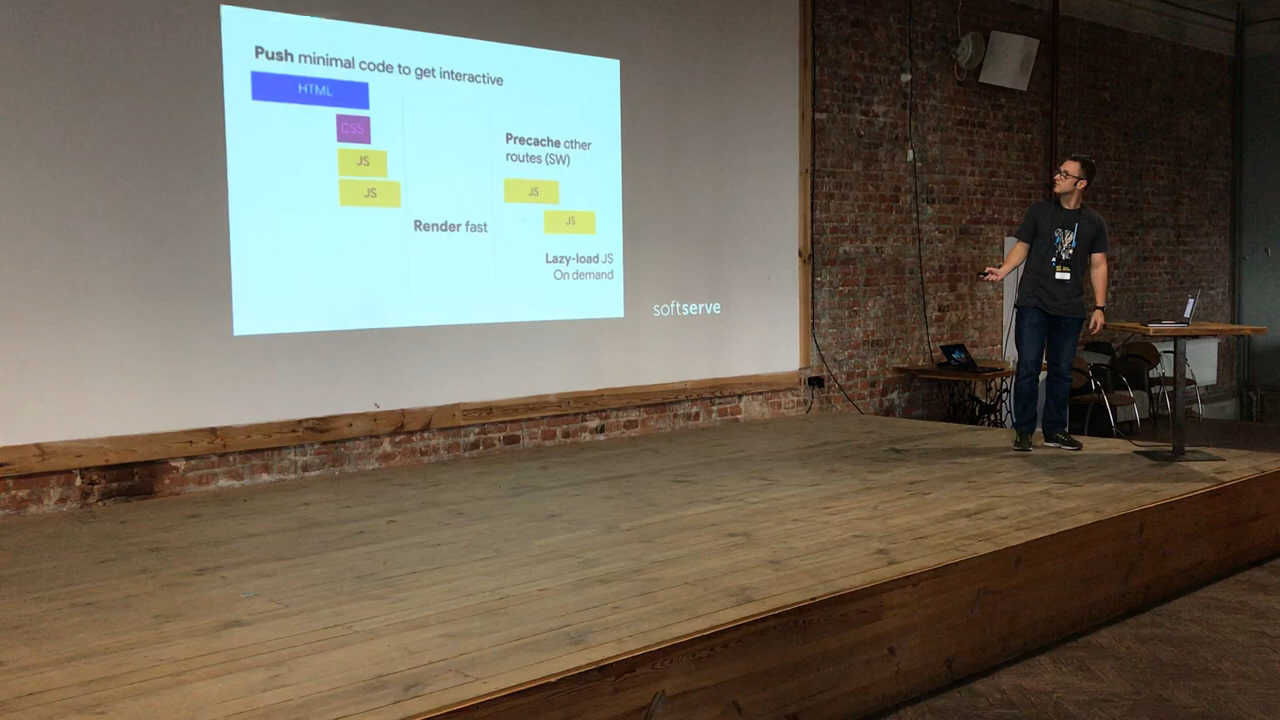 Push minimal code to get interactive
HTML
CSS
JS
JS
Render fast
Precache other
routes (SW)
JS
JS
Lazy-load JS
On demand
softserve